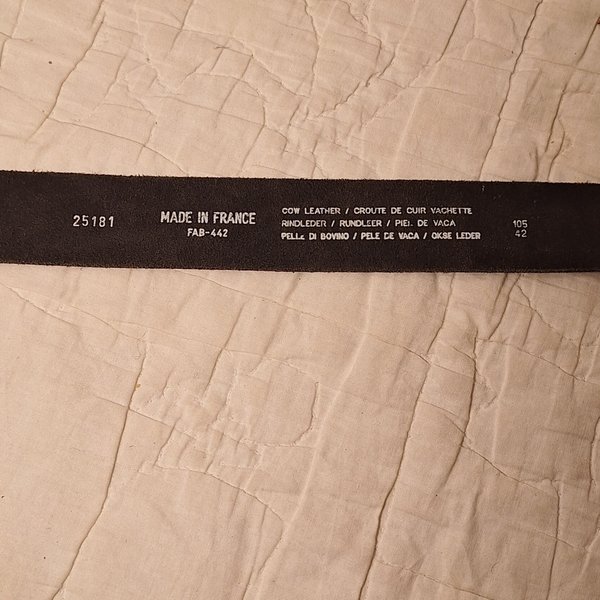 25181
MADE IN FRANCE
FAB-442
COW LEATHER / CROUTE DE CUIR VACHETTE
RINDLEDER / RUNDLEER / PIEL DE VACA
PELLE DI BOVINO / PELE DE VACA / OKSE LEDER
105
42